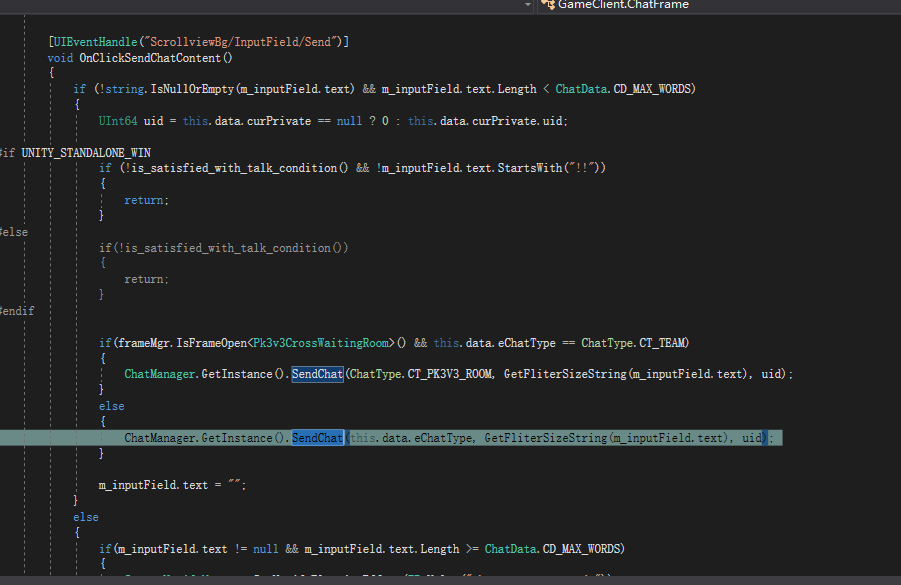 GameClient.ChatFrame
[UIEventHandle("ScrollviewBg/InputField/Send")]
void OnClickSendChatContent()
{
if (!string.IsNullOrEmpty(m_inputField.text) && m_inputField.text.Length < ChatData.CD_MAX_WORDS)
{
UInt64 uid = this.data.curPrivate == null ? 0 : this.data.curPrivate.uid;
#if UNITY_STANDALONE_WIN
if (!is_satisfied_with_talk_condition() && !m_inputField.text.StartsWith("!!"))
{
return;
}
#else
if(!is_satisfied_with_talk_condition())
{
return;
}
#endif
if(frameMgr.IsFrameOpen<Pk3v3CrossWaitingRoom>() && this.data.eChatType == ChatType.CT_TEAM)
{
ChatManager.GetInstance().SendChat(ChatType.CT_PK3V3_ROOM, GetFliterSizeString(m_inputField.text), uid);
}
else
{
ChatManager.GetInstance().SendChat(this.data.eChatType, GetFliterSizeString(m_inputField.text), uid);
}
m_inputField.text = "";
}
else
{
if(m_inputField.text != null && m_inputField.text.Length >= ChatData.CD_MAX_WORDS)
{